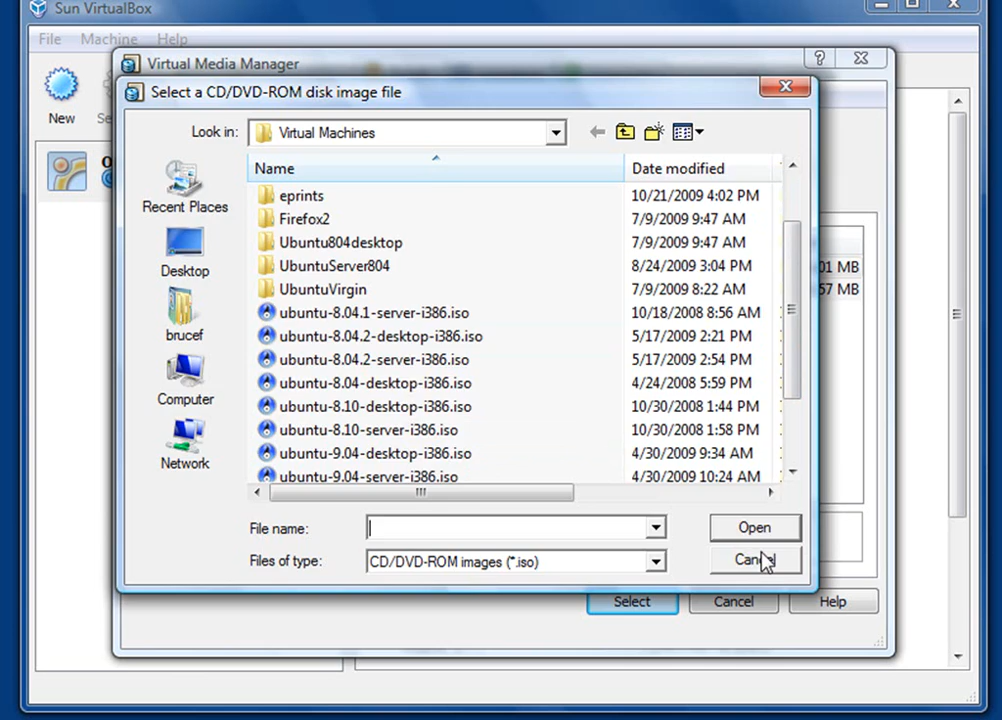 Sun VirtualBox
File Machine Help
Virtual Media Manager
?
Select a CD/DVD-ROM disk image file
Look in: Virtual Machines
New
Name Date modified
eprints 10/21/2009 4:02 PM
Firefox2 7/9/2009 9:47 AM
Ubuntu804desktop 7/9/2009 9:47 AM
UbuntuServer804 8/24/2009 3:04 PM
UbuntuVirgin 7/9/2009 8:22 AM
ubuntu-8.04.1-server-i386.iso 10/18/2008 8:56 AM
ubuntu-8.04.2-desktop-i386.iso 5/17/2009 2:21 PM
ubuntu-8.04.2-server-i386.iso 5/17/2009 2:54 PM
ubuntu-8.04-desktop-i386.iso 4/24/2008 5:59 PM
ubuntu-8.10-desktop-i386.iso 10/30/2008 1:44 PM
ubuntu-8.10-server-i386.iso 10/30/2008 1:58 PM
ubuntu-9.04-desktop-i386.iso 4/30/2009 9:34 AM
ubuntu-9.04-server-i386.iso 4/30/2009 10:24 AM
Recent Places
Desktop
brucef
Computer
Network
MB
MB
File name:
Open
Files of type: CD/DVD-ROM images (*.iso)
Cancel
Select Cancel Help